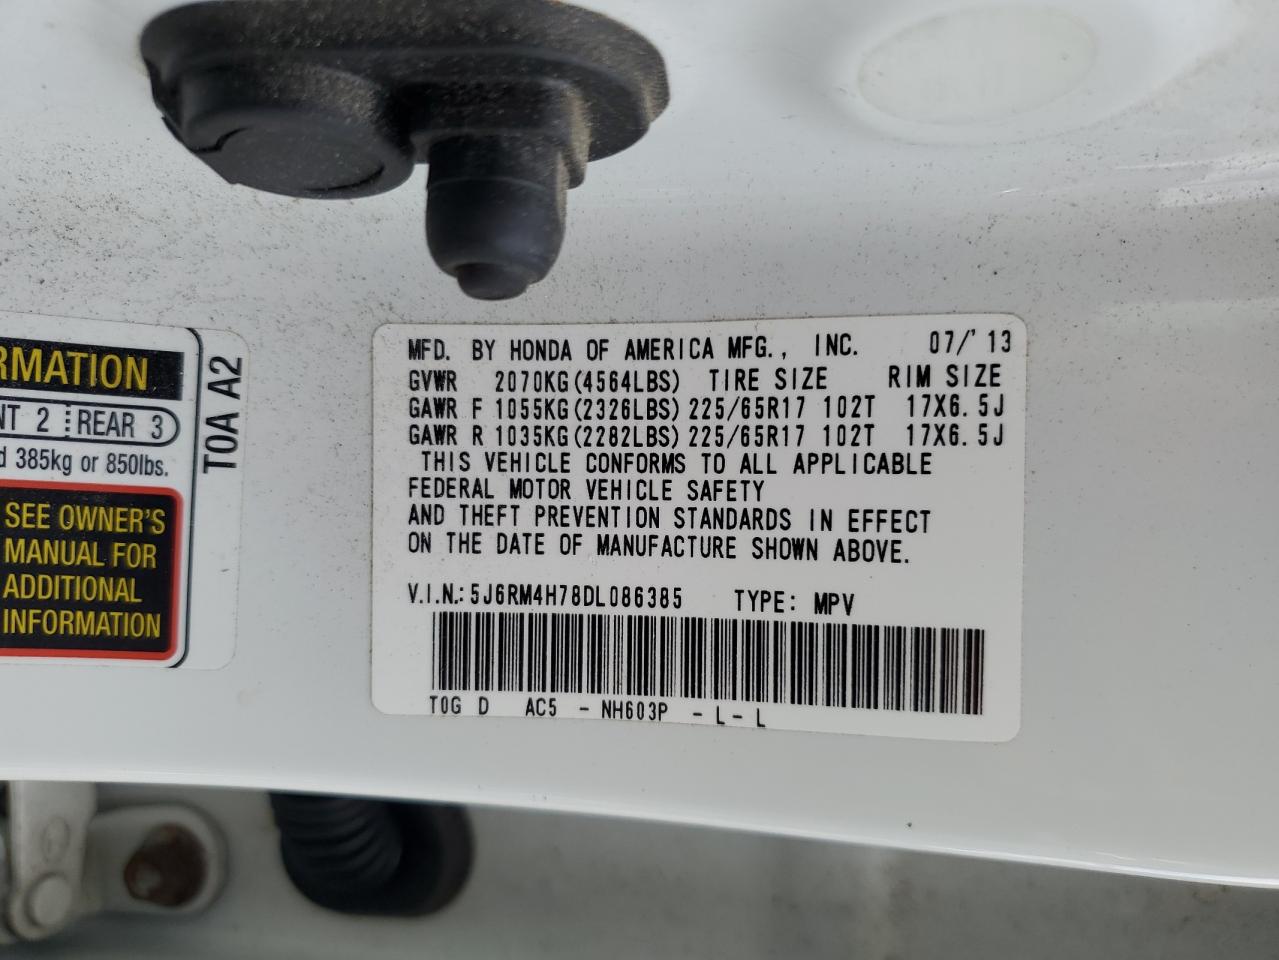 RMATION
NT 2 REAR 3
d 385kg or 850lbs.
SEE OWNER'S
MANUAL FOR
ADDITIONAL
INFORMATION
T0A A2
MFD. BY HONDA OF AMERICA MFG., INC. 07/'13
GVWR 2070KG(4564LBS) TIRE SIZE RIM SIZE
GAWR F 1055KG(2326LBS) 225/65R17 102T 17X6.5J
GAWR R 1035KG(2282LBS) 225/65R17 102T 17X6.5J
THIS VEHICLE CONFORMS TO ALL APPLICABLE
FEDERAL MOTOR VEHICLE SAFETY
AND THEFT PREVENTION STANDARDS IN EFFECT
ON THE DATE OF MANUFACTURE SHOWN ABOVE.
V.I.N.: 5J6RM4H78DL086385 TYPE: MPV
T0G D AC5 - NH603P - L - L